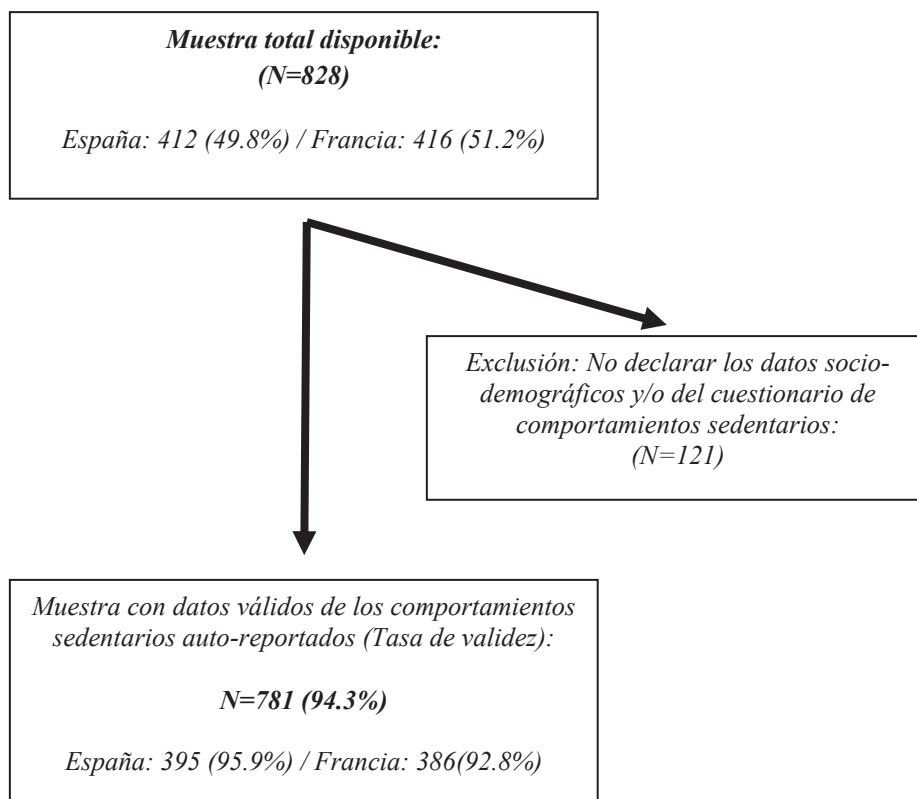 Muestra total disponible:
(N=828)
España: 412 (49.8%) / Francia: 416 (51.2%)
Exclusión: No declarar los datos socio-
demográficos y/o del cuestionario de
comportamientos sedentarios:
(N=121)
Muestra con datos válidos de los comportamientos
sedentarios auto-reportados (Tasa de validez):
N=781 (94.3%)
España: 395 (95.9%) / Francia: 386(92.8%)